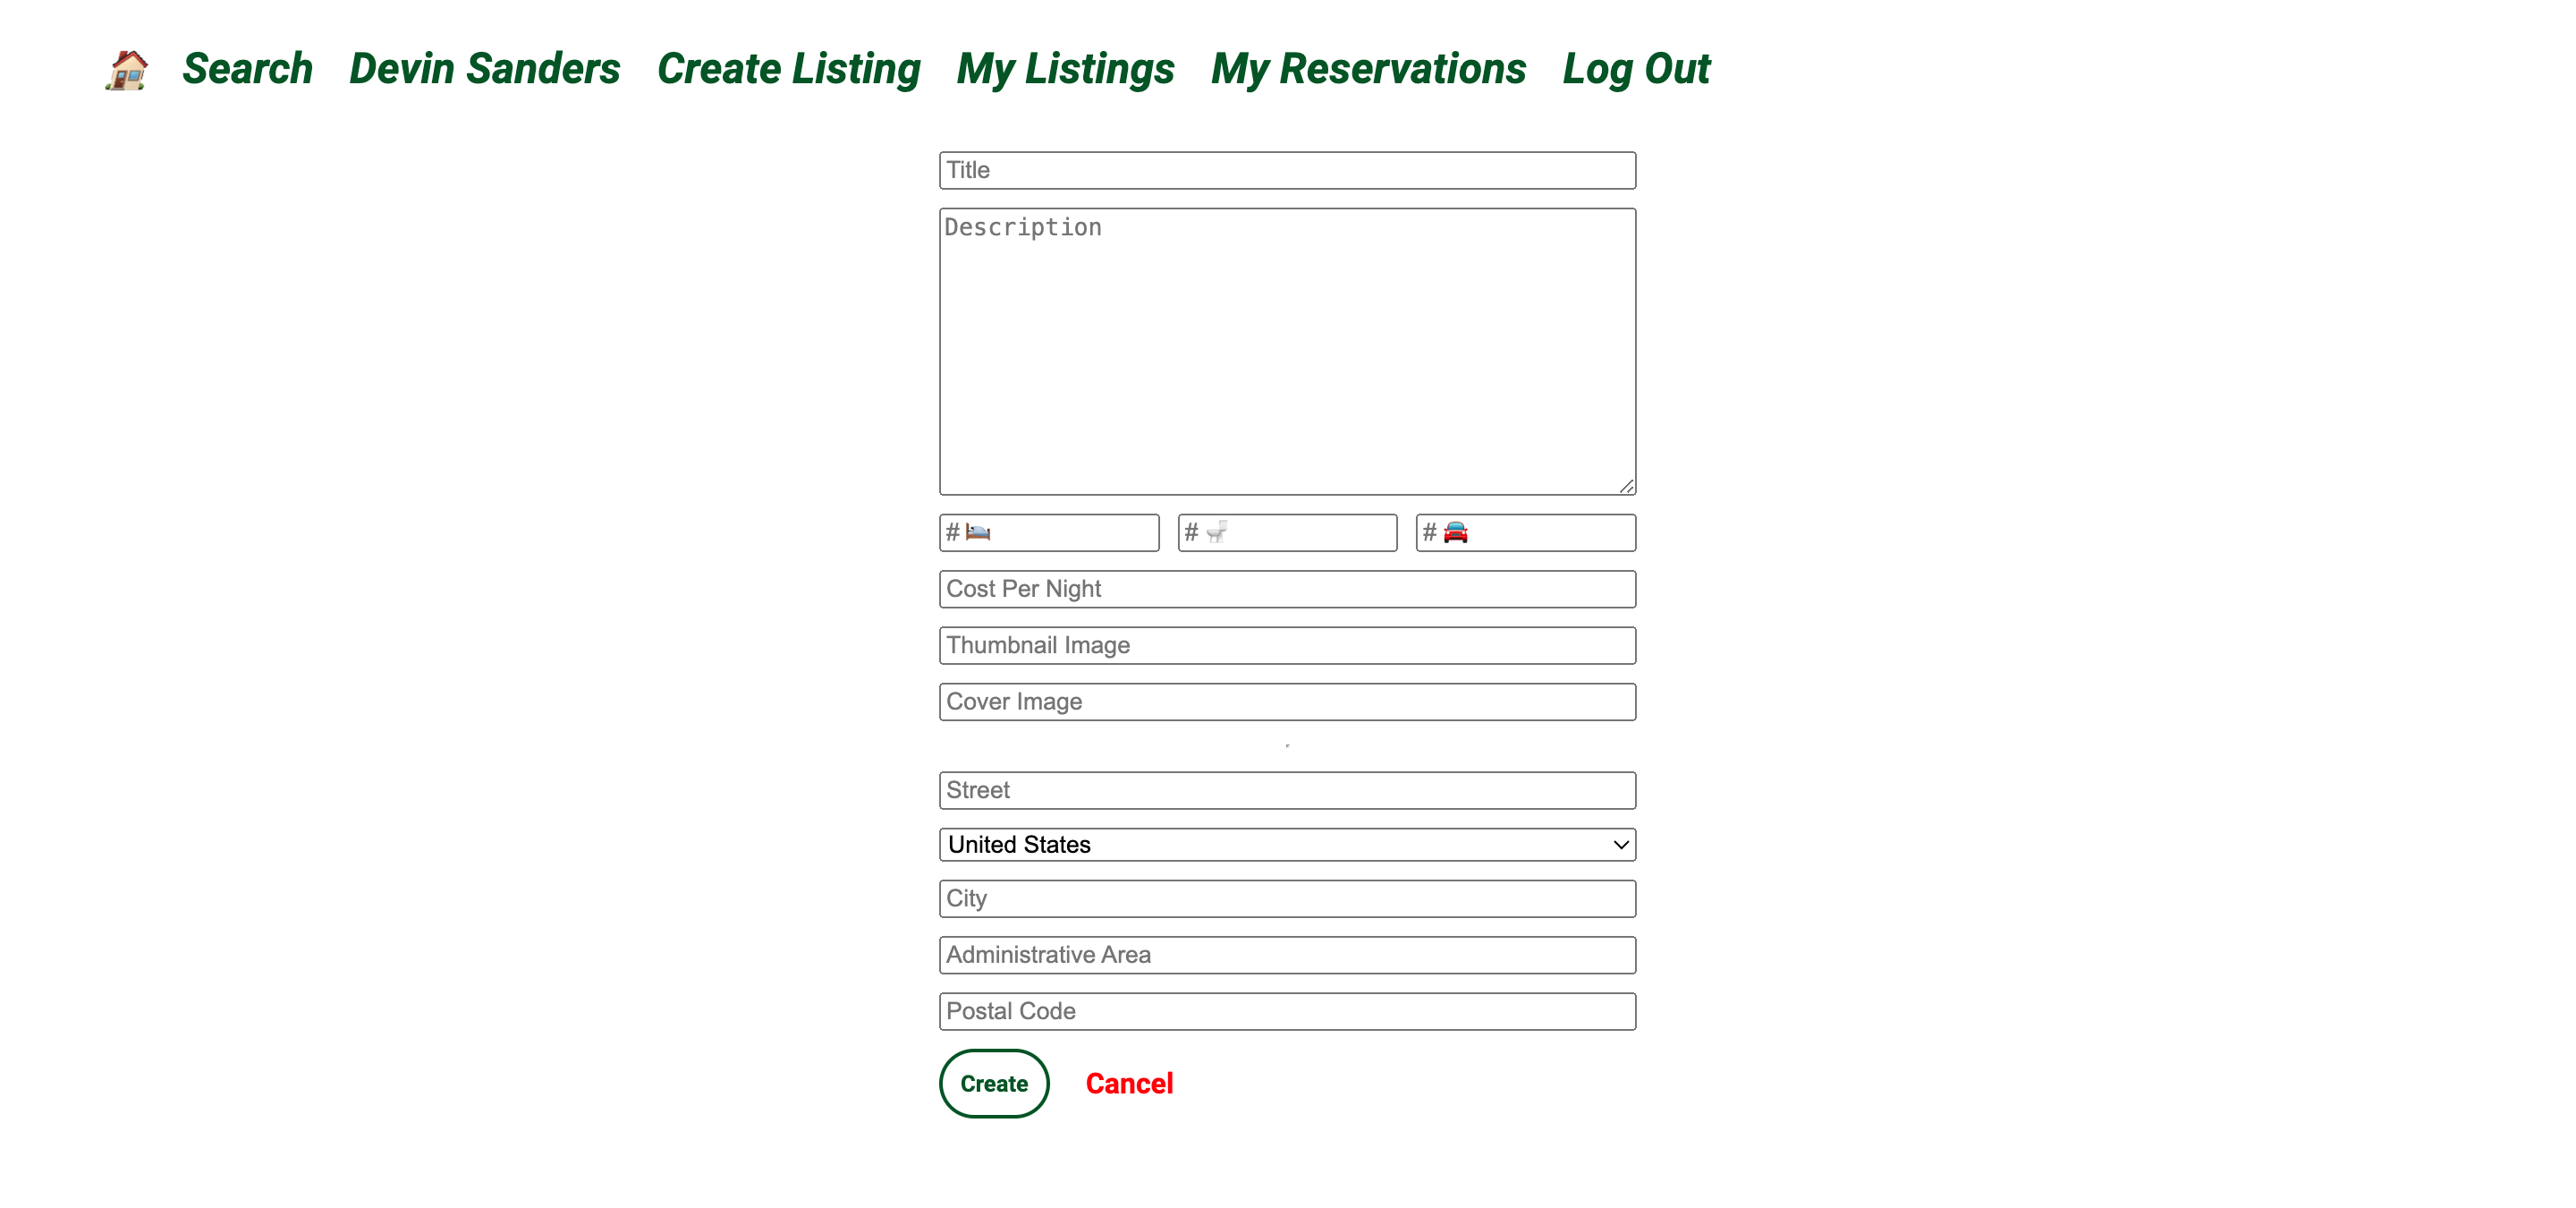 🏠 Search Devin Sanders Create Listing My Listings My Reservations Log Out
Title
Description
# 🛌 # 🚽 # 🚘
Cost Per Night
Thumbnail Image
Cover Image
Street
United States
City
Administrative Area
Postal Code
Create Cancel